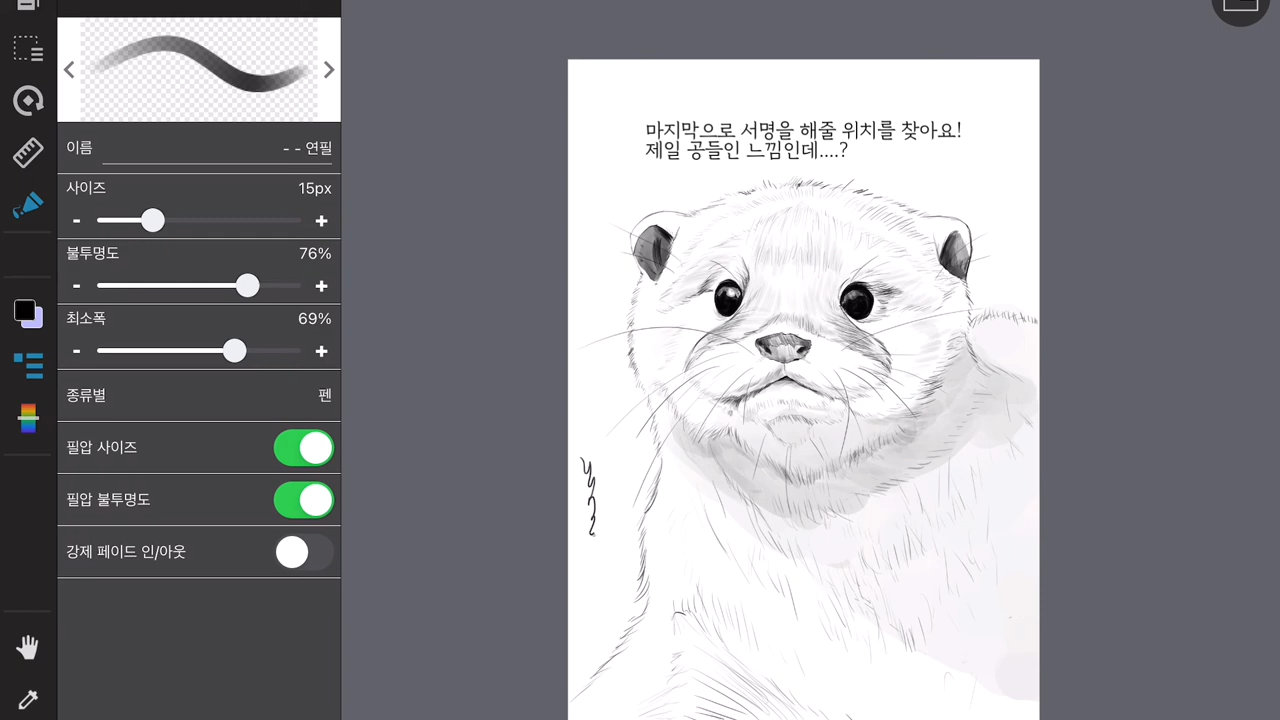 이름 - - 연필
사이즈 15px
- +
불투명도 76%
- +
최소폭 69%
- +
종류별 펜
필압 사이즈
필압 불투명도
강제 페이드 인/아웃
마지막으로 서명을 해줄 위치를 찾아요!
제일 공들인 느낌인데....?